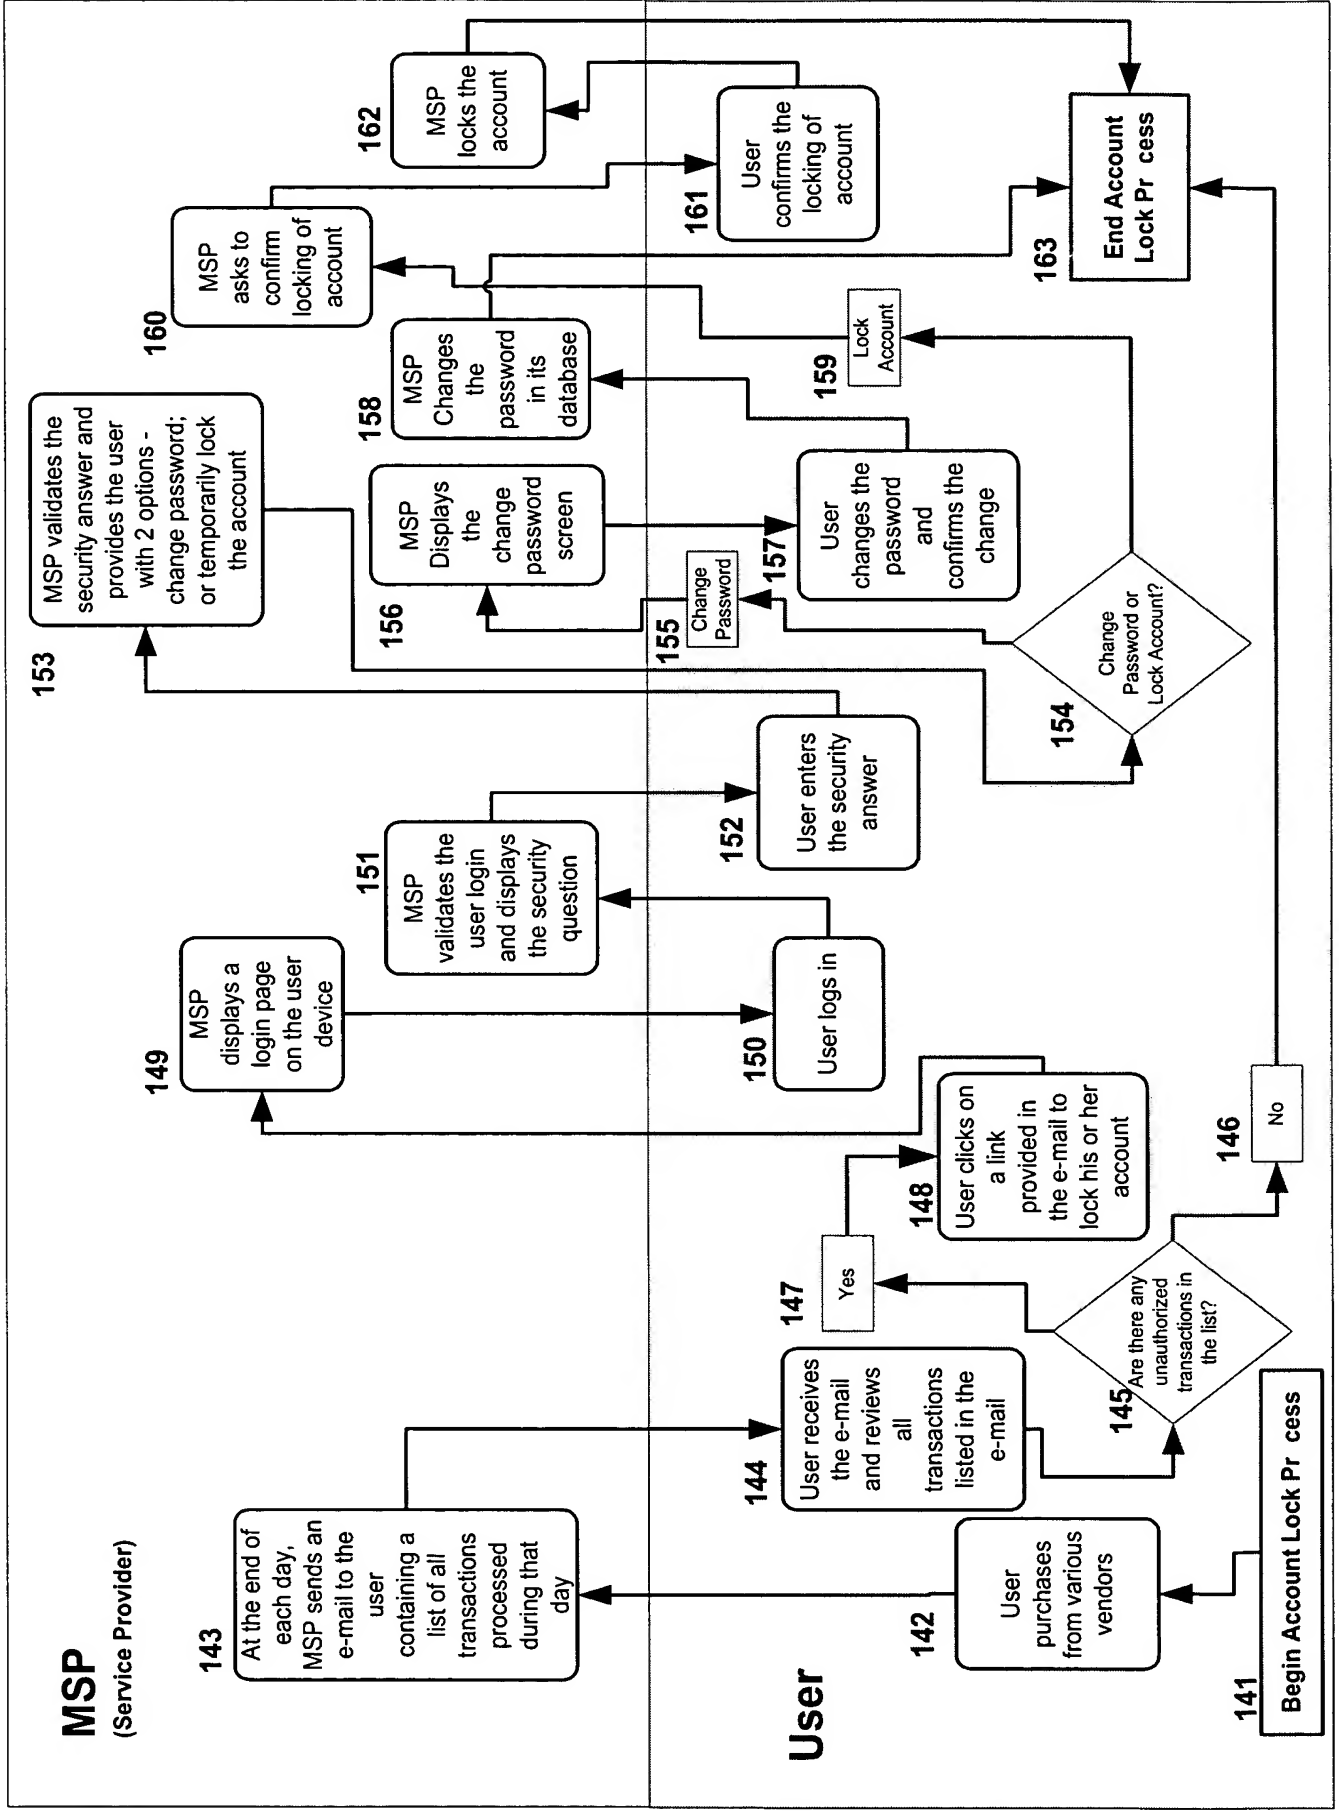 MSP
(Service Provider)
143
At the end of
each day,
MSP sends an
e-mail to the
user
containing a
list of all
transactions
processed
during that
day
149
MSP
displays a
login page
on the user
device
151
MSP
validates the
user login
and displays
the security
question
153
MSP validates the
security answer and
provides the user
with 2 options -
change password;
or temporarily lock
the account
156
MSP
Displays
the
change
password
screen
158
MSP
Changes
the
password
in its
database
160
MSP
asks to
confirm
locking of
account
162
MSP
locks the
account
User
141
Begin Account Lock Pr cess
142
User
purchases
from various
vendors
144
User receives
the e-mail
and reviews
all
transactions
listed in the
e-mail
145
Are there any
unauthorized
transactions in
the list?
146
No
147
Yes
148
User clicks on
a link
provided in
the e-mail to
lock his or her
account
150
User logs in
152
User enters
the security
answer
154
Change
Password or
Lock Account?
155
Change
Password
157
User
changes the
password
and
confirms the
change
159
Lock
Account
161
User
confirms the
locking of
account
163
End Account
Lock Pr cess